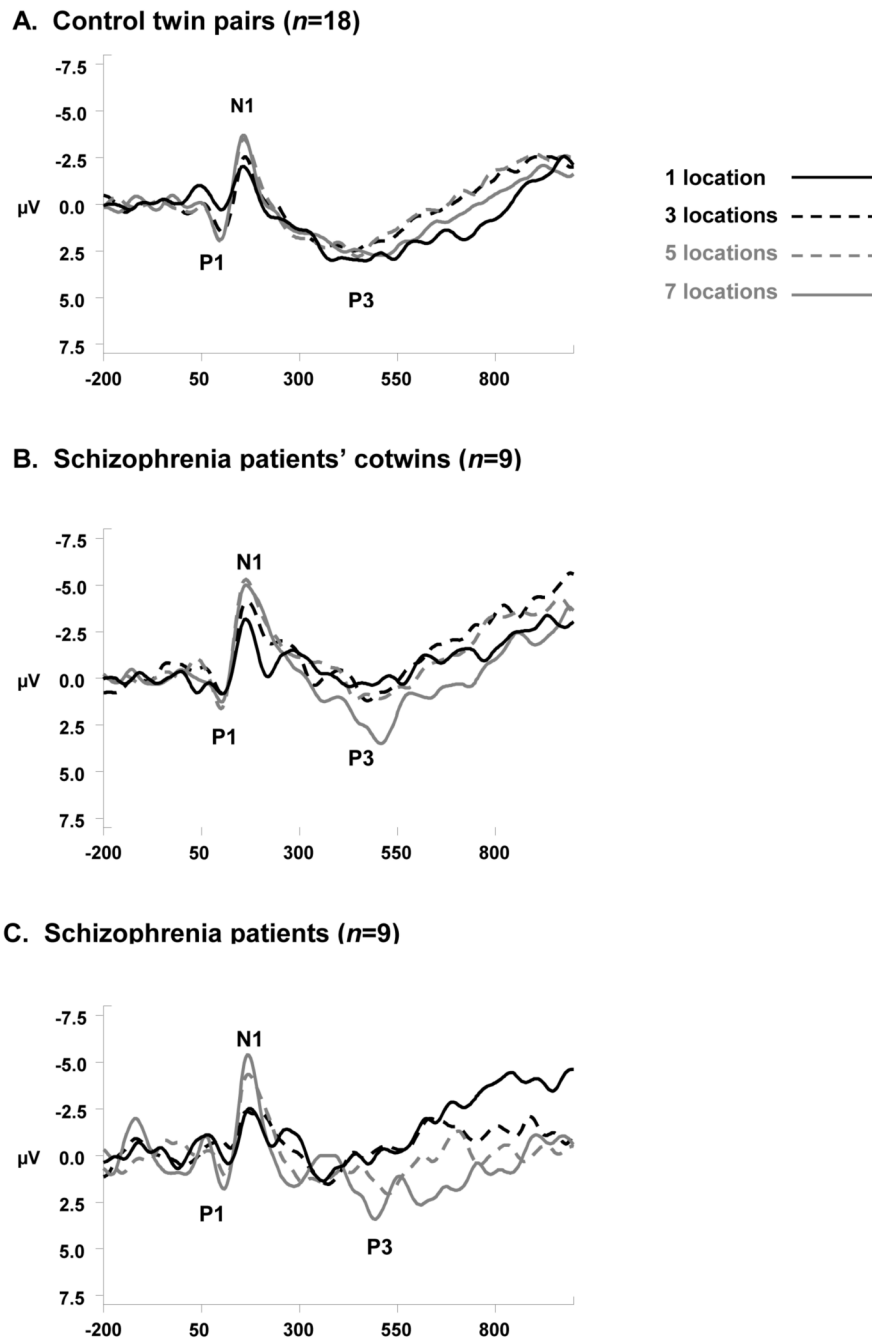 A. Control twin pairs (n=18)
-7.5
N1
-5.0
-2.5
1 location
3 locations
µV 0.0
5 locations
2.5
P1
7 locations
P3
5.0
7.5
-200 50 300 550 800
B. Schizophrenia patients’ cotwins (n=9)
-7.5
N1
-5.0
-2.5
µV 0.0
2.5
P1
P3
5.0
7.5
-200 50 300 550 800
C. Schizophrenia patients (n=9)
-7.5
N1
-5.0
-2.5
µV 0.0
2.5
P1
P3
5.0
7.5
-200 50 300 550 800